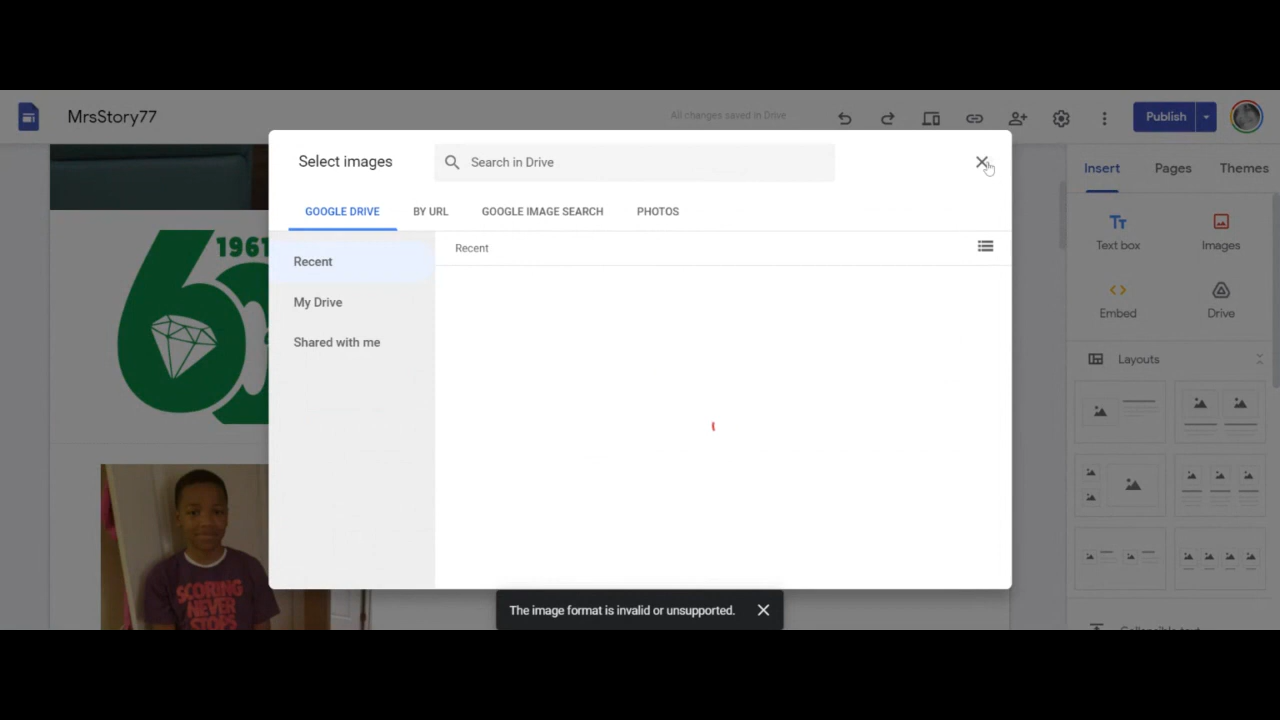 MrsStory77
All changes saved in Drive
Publish
Select images
Search in Drive
Insert
Pages
Themes
GOOGLE DRIVE
BY URL
GOOGLE IMAGE SEARCH
PHOTOS
1961
Recent
Recent
My Drive
Shared with me
Text box
Images
Embed
Drive
Layouts
SCORING
NEVER
STOPS
The image format is invalid or unsupported.
Collapsible text